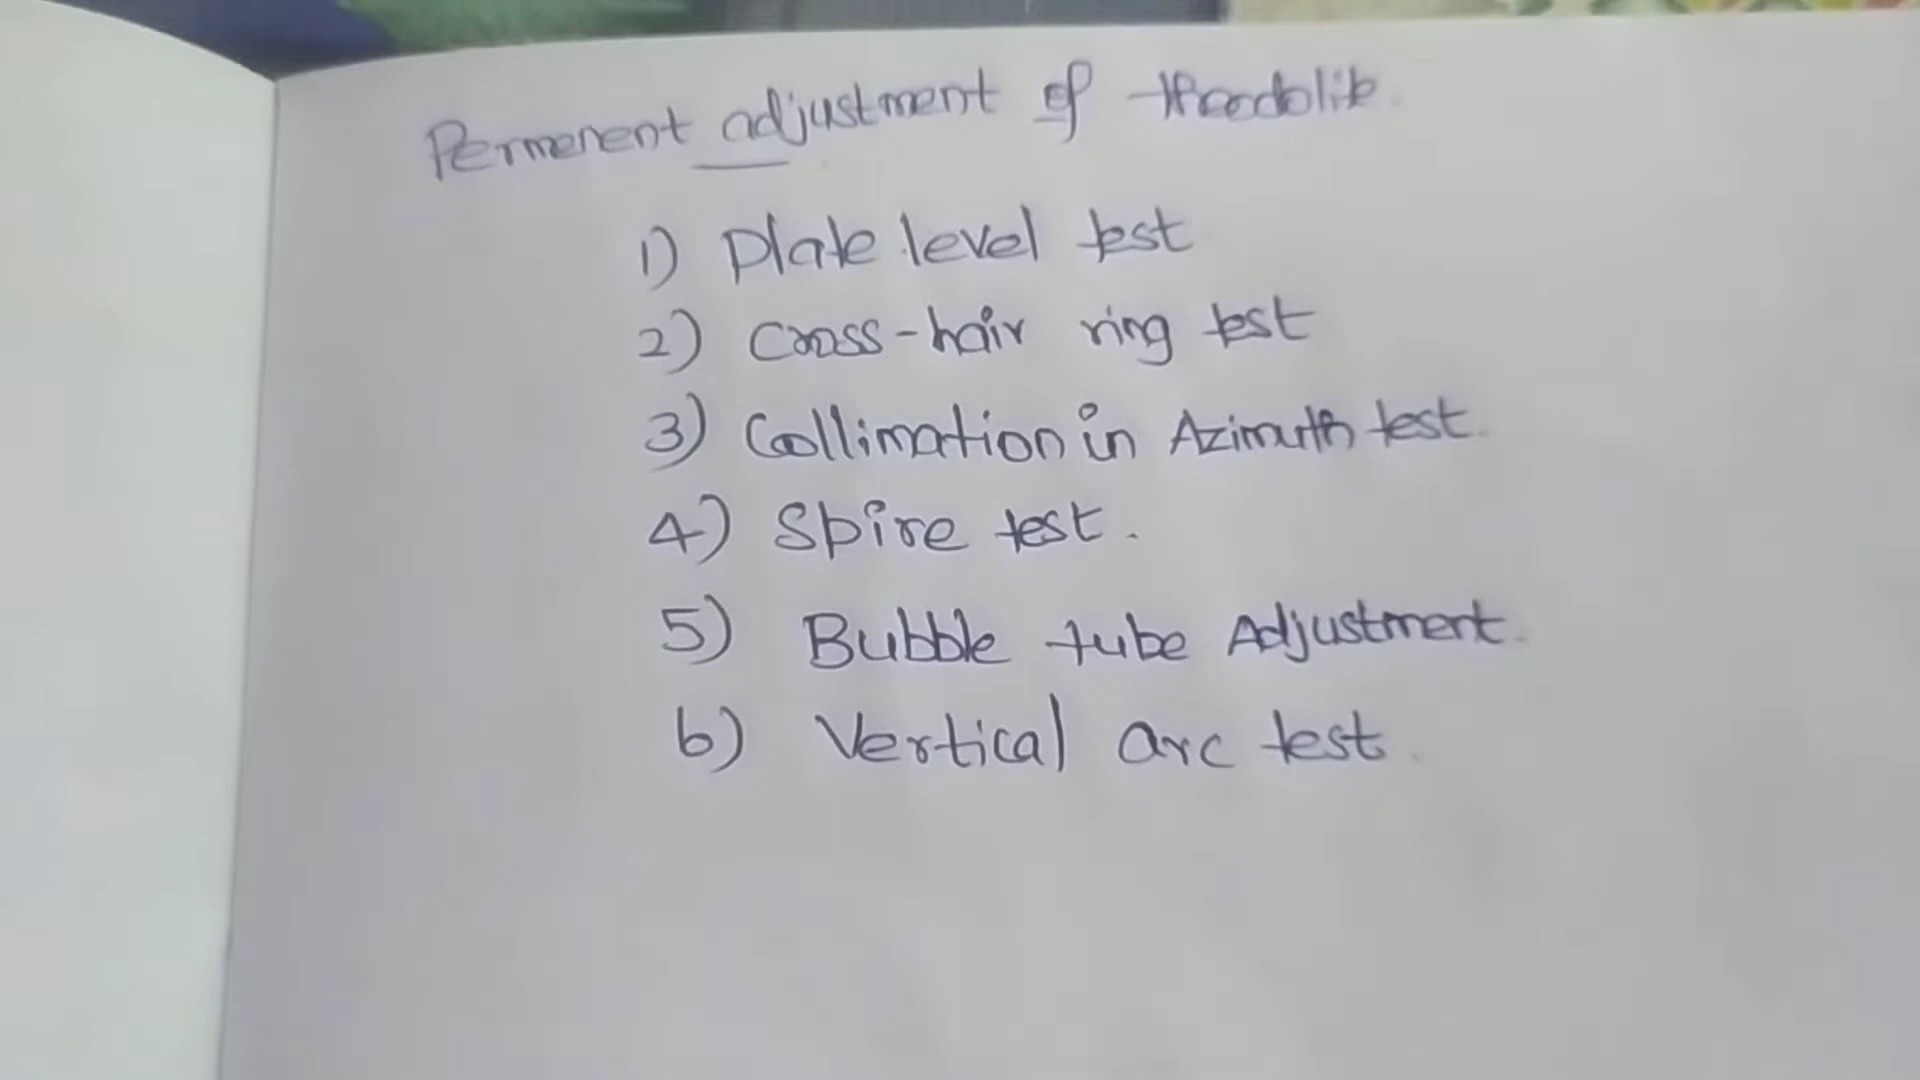 Permenent adjustment of theodolite.
1) Plate level test
2) Cross-hair ring test
3) Collimation in Azimuth test.
4) Spire test.
5) Bubble tube Adjustment.
6) Vertical arc test.